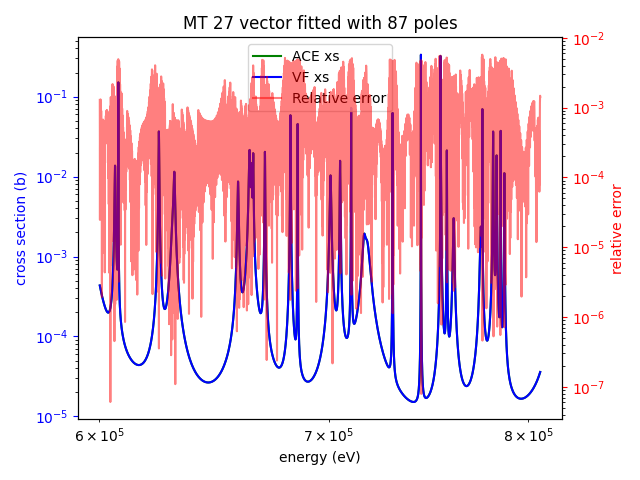 MT 27 vector fitted with 87 poles
ACE xs
VF xs
Relative error
cross section (b)
10⁻¹
10⁻²
10⁻³
10⁻⁴
10⁻⁵
relative error
10⁻²
10⁻³
10⁻⁴
10⁻⁵
10⁻⁶
10⁻⁷
6 × 10⁵
7 × 10⁵
8 × 10⁵
energy (eV)